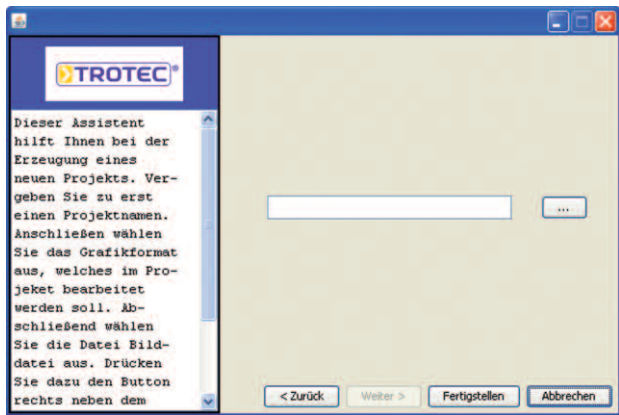 TROTEC®
Dieser Assistent
hilft Ihnen bei der
Erzeugung eines
neuen Projekts. Ver-
geben Sie zu erst
einen Projektnamen.
Anschließen wählen
Sie das Grafikformat
aus, welches im Pro-
jeket bearbeitet
werden soll. Ab-
schließend wählen
Sie die Datei Bild-
datei aus. Drücken
Sie dazu den Button
rechts neben dem
...
< Zurück
Weiter >
Fertigstellen
Abbrechen